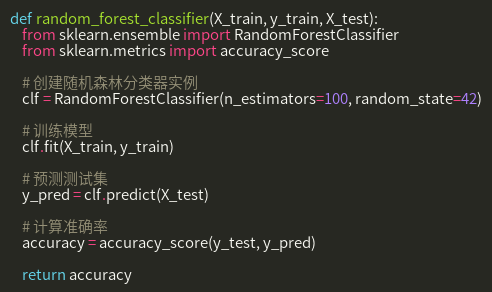 def random_forest_classifier(X_train, y_train, X_test):
    from sklearn.ensemble import RandomForestClassifier
    from sklearn.metrics import accuracy_score
    # 创建随机森林分类器实例
    clf = RandomForestClassifier(n_estimators=100, random_state=42)
    # 训练模型
    clf.fit(X_train, y_train)
    # 预测测试集
    y_pred = clf.predict(X_test)
    # 计算准确率
    accuracy = accuracy_score(y_test, y_pred)
    return accuracy